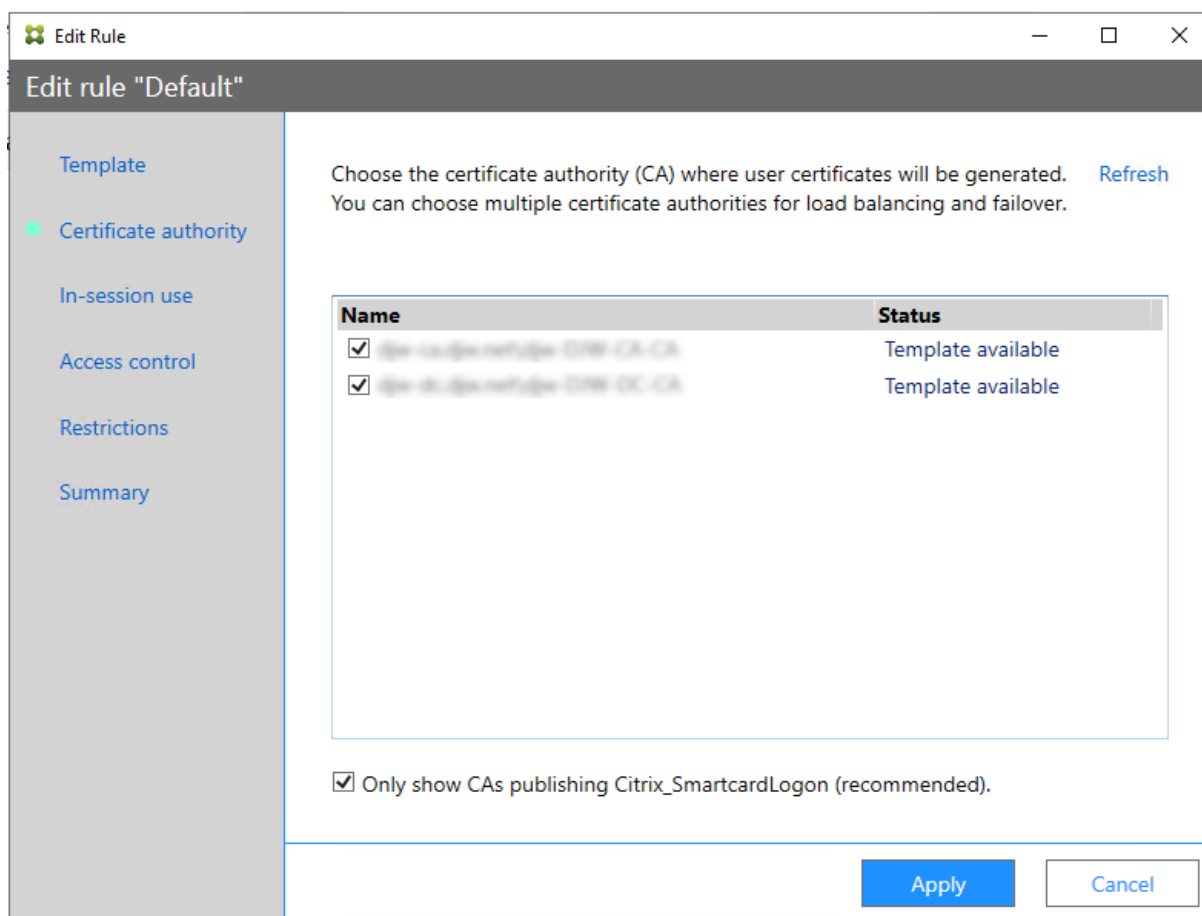 Edit Rule
Edit rule "Default"
Template
Certificate authority
In-session use
Access control
Restrictions
Summary
Choose the certificate authority (CA) where user certificates will be generated.
You can choose multiple certificate authorities for load balancing and failover.
Refresh
Name Status
Template available
Template available
Only show CAs publishing Citrix_SmartcardLogon (recommended).
Apply Cancel